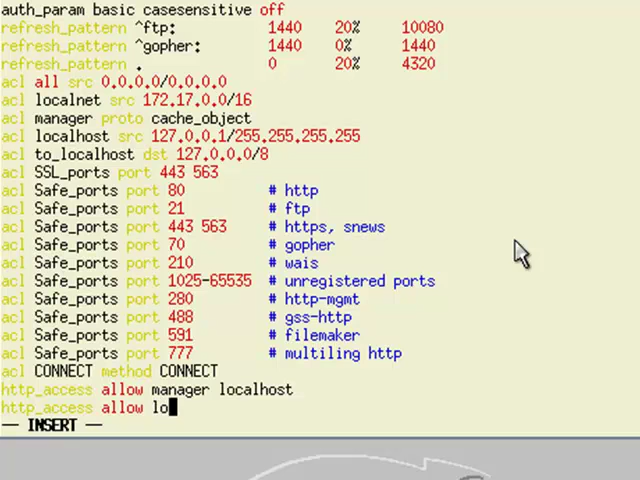 auth_param basic casesensitive off
refresh_pattern ^ftp: 1440 20% 10080
refresh_pattern ^gopher: 1440 0% 1440
refresh_pattern . 0 20% 4320
acl all src 0.0.0.0/0.0.0.0
acl localnet src 172.17.0.0/16
acl manager proto cache_object
acl localhost src 127.0.0.1/255.255.255.255
acl to_localhost dst 127.0.0.0/8
acl SSL_ports port 443 563
acl Safe_ports port 80 # http
acl Safe_ports port 21 # ftp
acl Safe_ports port 443 563 # https, snews
acl Safe_ports port 70 # gopher
acl Safe_ports port 210 # wais
acl Safe_ports port 1025-65535 # unregistered ports
acl Safe_ports port 280 # http-mgmt
acl Safe_ports port 488 # gss-http
acl Safe_ports port 591 # filemaker
acl Safe_ports port 777 # multiling http
acl CONNECT method CONNECT
http_access allow manager localhost
http_access allow lo
-- INSERT --